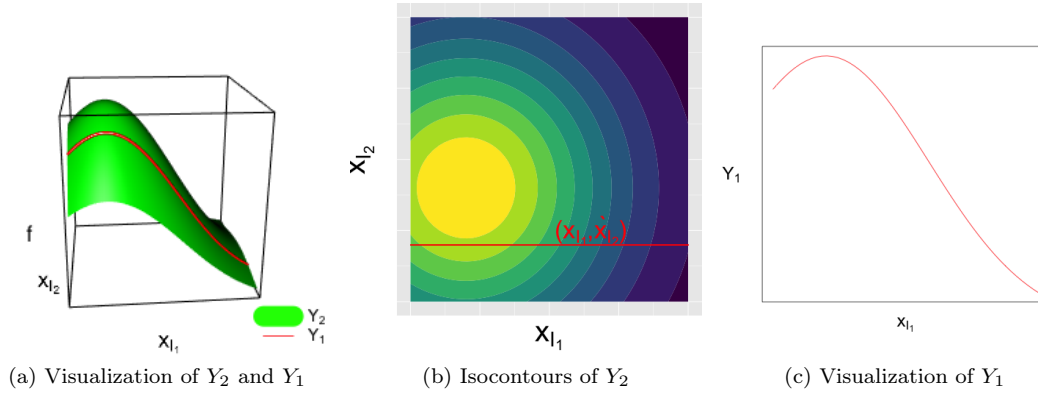 f
x_{I_2}
x_{I_1}
Y_2
Y_1
(a) Visualization of Y_2 and Y_1
x_{I_2}
(x_{I_1}, \dot{x}_{I_2})
x_{I_1}
(b) Isocontours of Y_2
Y_1
x_{I_1}
(c) Visualization of Y_1